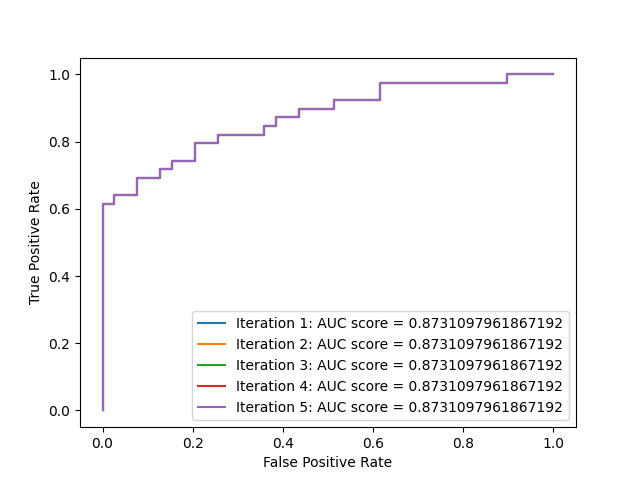 1.0
0.8
0.6
0.4
0.2
0.0
True Positive Rate
Iteration 1: AUC score = 0.8731097961867192
Iteration 2: AUC score = 0.8731097961867192
Iteration 3: AUC score = 0.8731097961867192
Iteration 4: AUC score = 0.8731097961867192
Iteration 5: AUC score = 0.8731097961867192
0.0 0.2 0.4 0.6 0.8 1.0
False Positive Rate